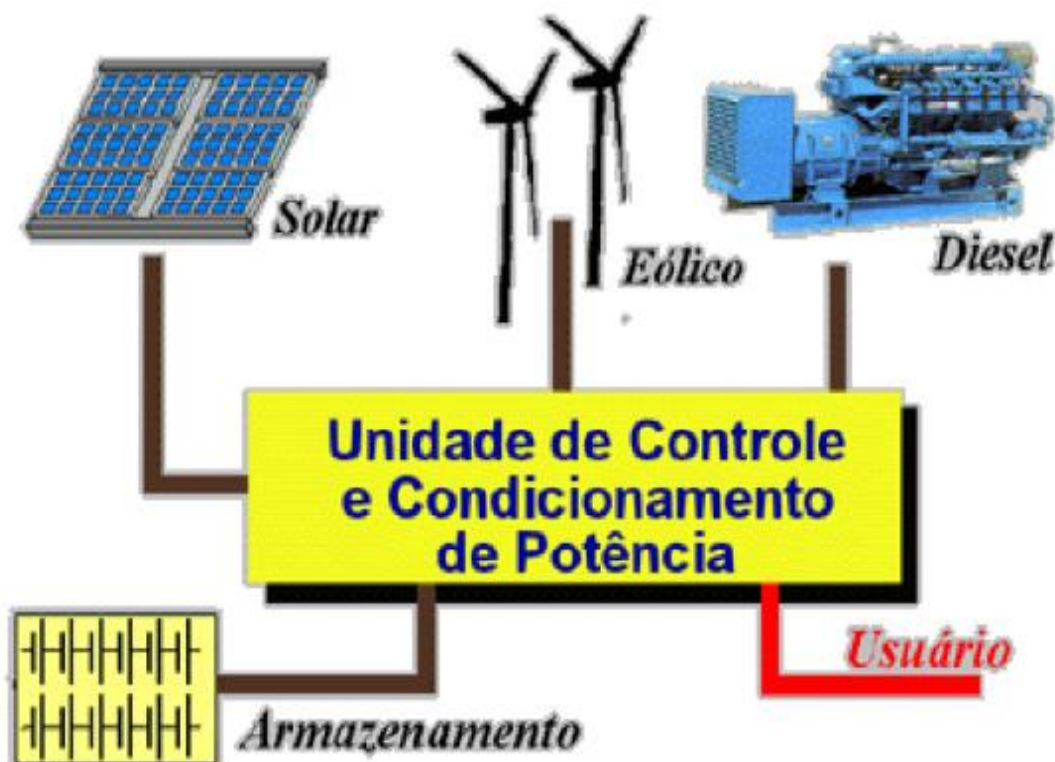 Solar
Eólico
Diesel
Unidade de Controle
e Condicionamento
de Potência
Usuário
Armazenamento